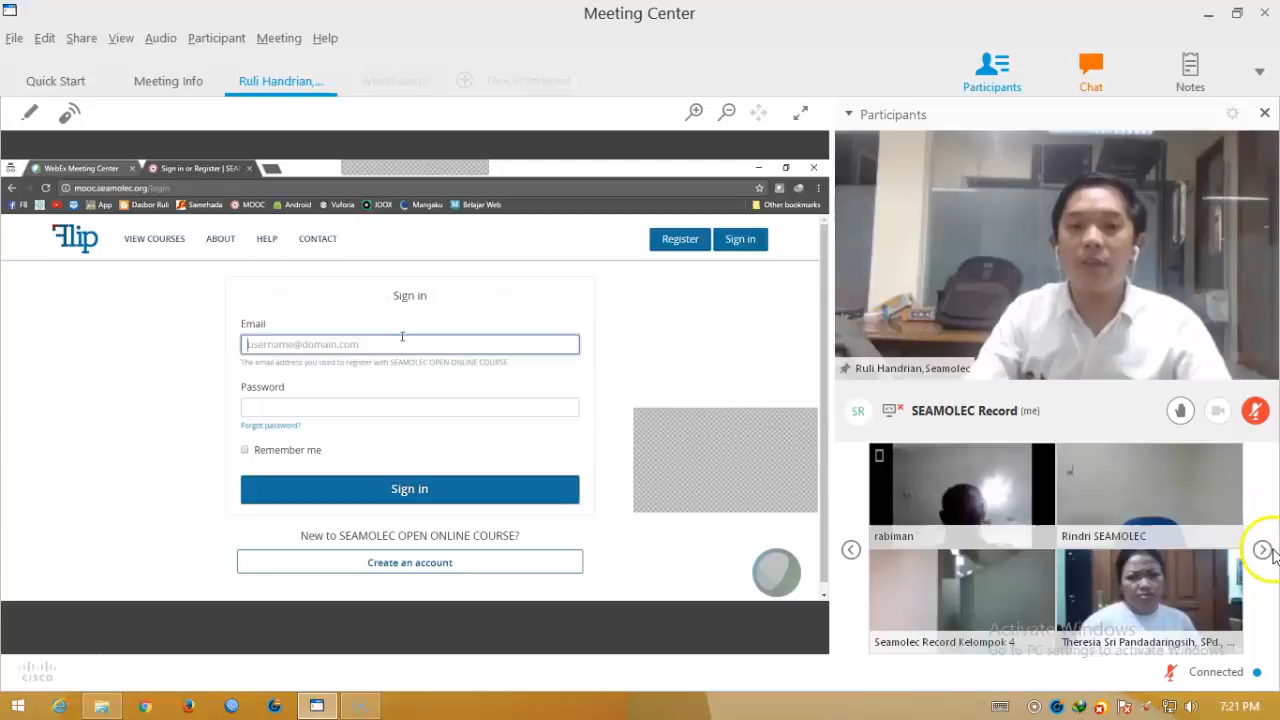 Meeting Center
File Edit Share View Audio Participant Meeting Help
Quick Start Meeting Info Ruli Handrian,... Whiteboard
Participants Chat Notes
Participants
WebEx Meeting Center Sign in or Register | SEA
mooc.seamolec.org/login
FB App Dasbor Ruli Samehada MOOC Android Vuforia JOOX Mangaku Belajar Web Other bookmarks
Flip VIEW COURSES ABOUT HELP CONTACT Register Sign in
Sign in
Email
username@domain.com
The email address you used to register with SEAMOLEC OPEN ONLINE COURSE
Password
Forgot password?
Remember me
Sign in
New to SEAMOLEC OPEN ONLINE COURSE?
Create an account
Ruli Handrian,Seamolec
SR SEAMOLEC Record (me)
rabiman Rindri SEAMOLEC
Seamolec Record Kelompok 4 Theresia Sri Pandadaringsih, SPd., ...
Activate Windows
Go to PC settings to activate Windows.
cisco
Connected
7:21 PM